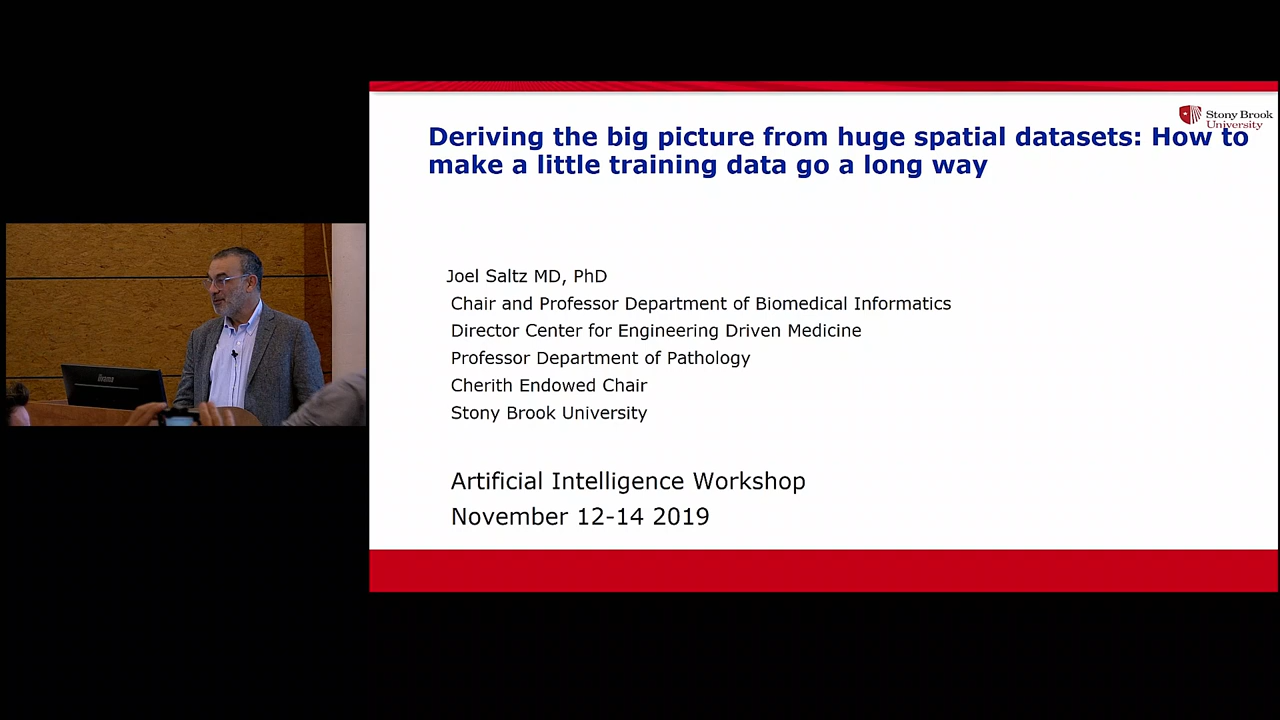 Stony Brook
University
Deriving the big picture from huge spatial datasets: How to
make a little training data go a long way
Joel Saltz MD, PhD
Chair and Professor Department of Biomedical Informatics
Director Center for Engineering Driven Medicine
Professor Department of Pathology
Cherith Endowed Chair
Stony Brook University
Artificial Intelligence Workshop
November 12-14 2019